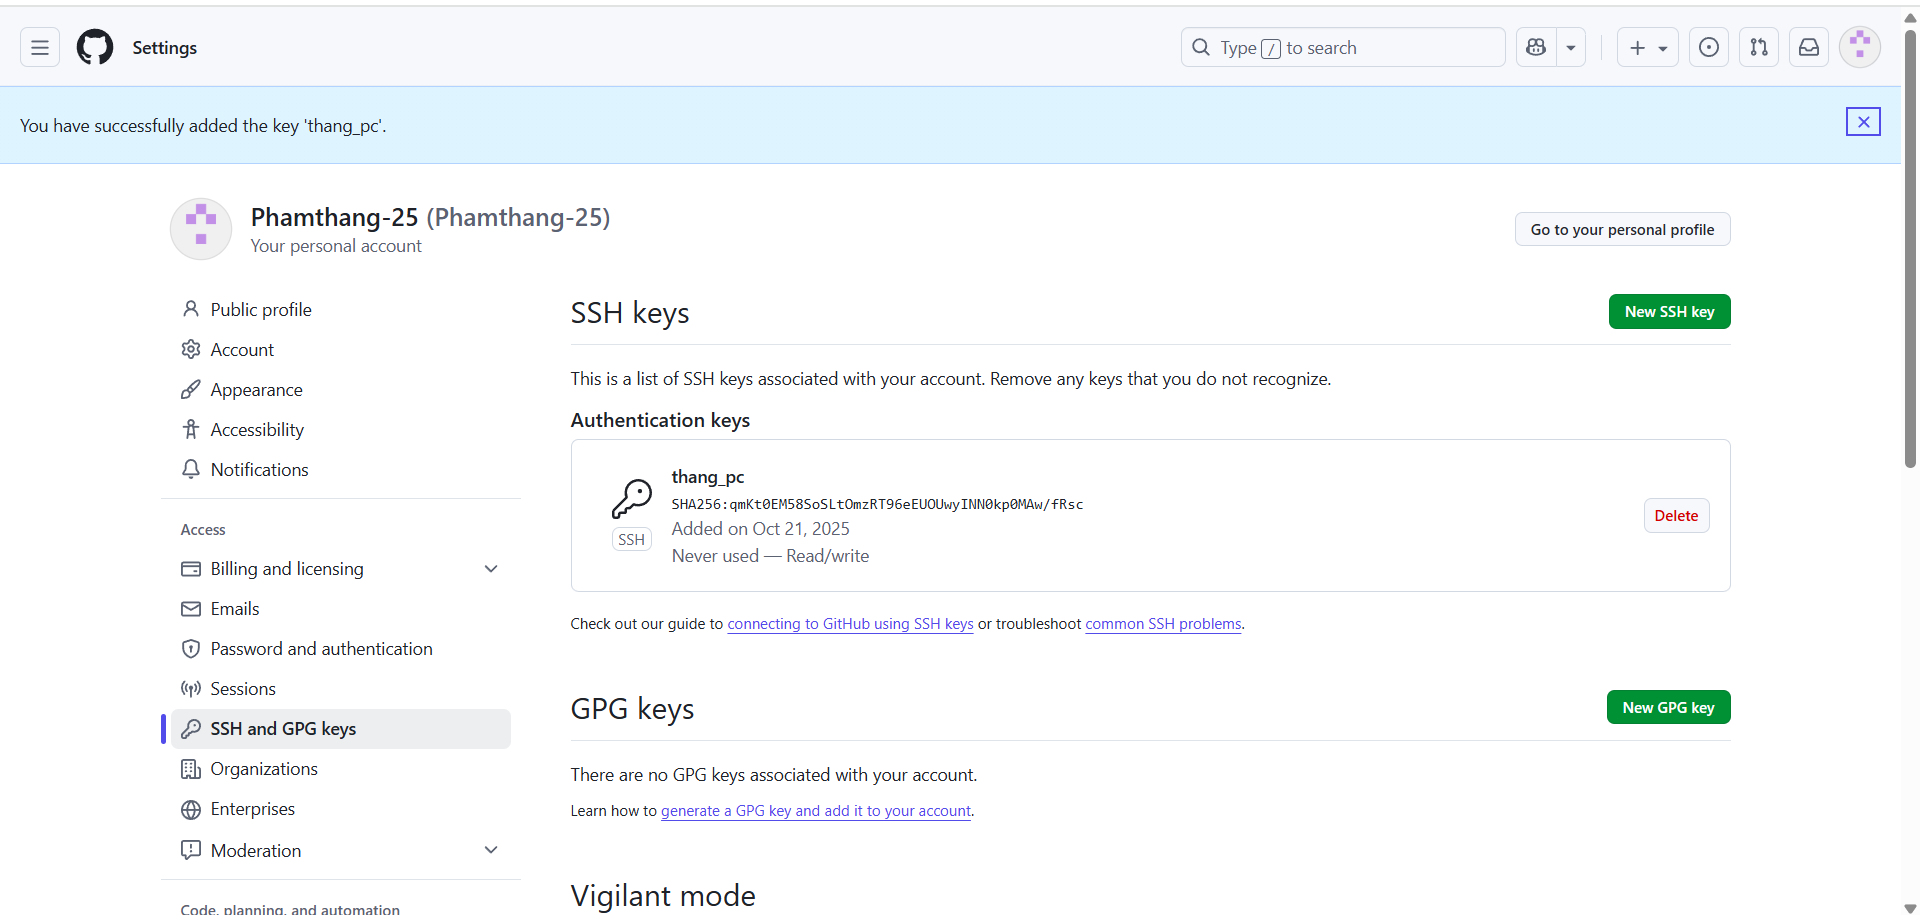 Settings
Type / to search
You have successfully added the key 'thang_pc'.
Phamthang-25 (Phamthang-25)
Your personal account
Go to your personal profile
Public profile
Account
Appearance
Accessibility
Notifications
Access
Billing and licensing
Emails
Password and authentication
Sessions
SSH and GPG keys
Organizations
Enterprises
Moderation
Code, planning, and automation
SSH keys
New SSH key
This is a list of SSH keys associated with your account. Remove any keys that you do not recognize.
Authentication keys
thang_pc
SHA256:qmKt0EM58SoSLtOmzRT96eEUOUwyINN0kp0MAw/fRsc
SSH
Added on Oct 21, 2025
Never used — Read/write
Delete
Check out our guide to connecting to GitHub using SSH keys or troubleshoot common SSH problems.
GPG keys
New GPG key
There are no GPG keys associated with your account.
Learn how to generate a GPG key and add it to your account.
Vigilant mode